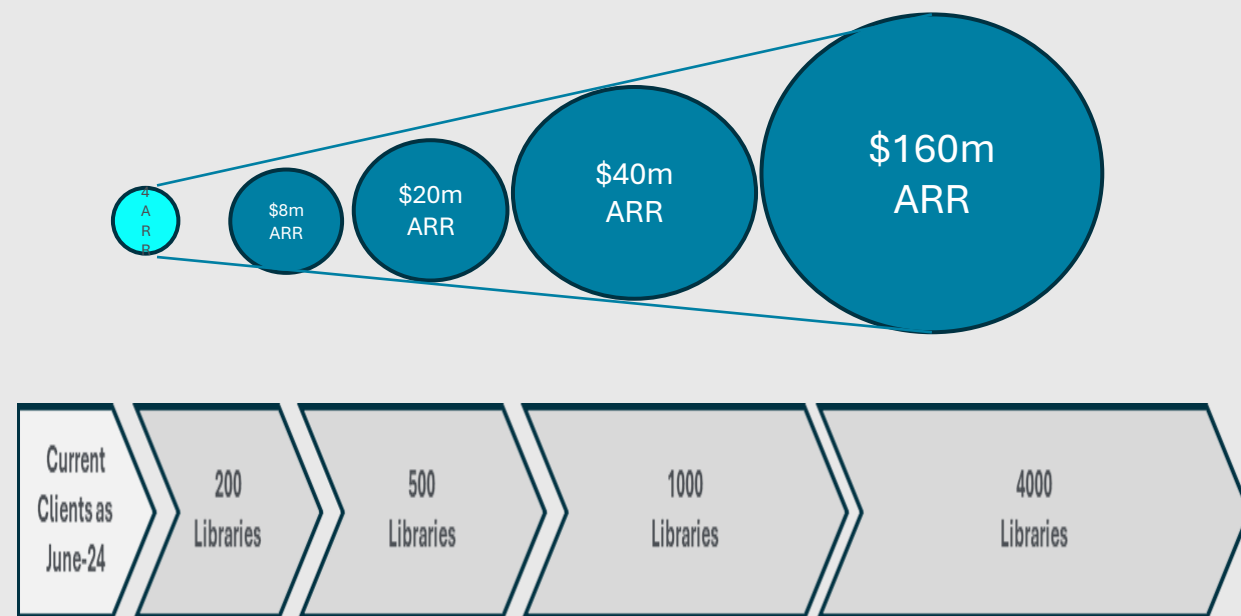 4
A
R
R
$8m
ARR
$20m
ARR
$40m
ARR
$160m
ARR
Current
Clients as
June-24
200
Libraries
500
Libraries
1000
Libraries
4000
Libraries